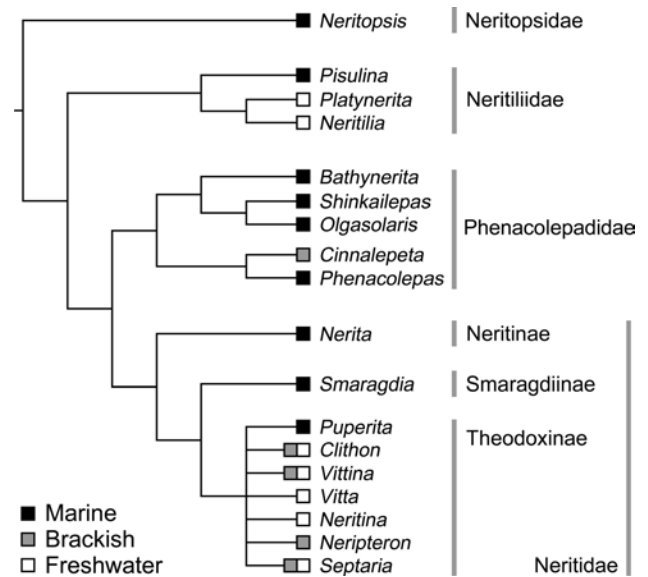 Neritopsis Neritopsidae
Pisulina
Platynerita Neritiliidae
Neritilia
Bathynerita
Shinkailepas
Olgasolaris Phenacolepadidae
Cinnalepeta
Phenacolepas
Nerita Neritinae
Smaragdia Smaragdiinae
Puperita Theodoxinae
Clithon
Vittina
Vitta
Neritina
Neripteron
Septaria Neritidae
Marine
Brackish
Freshwater